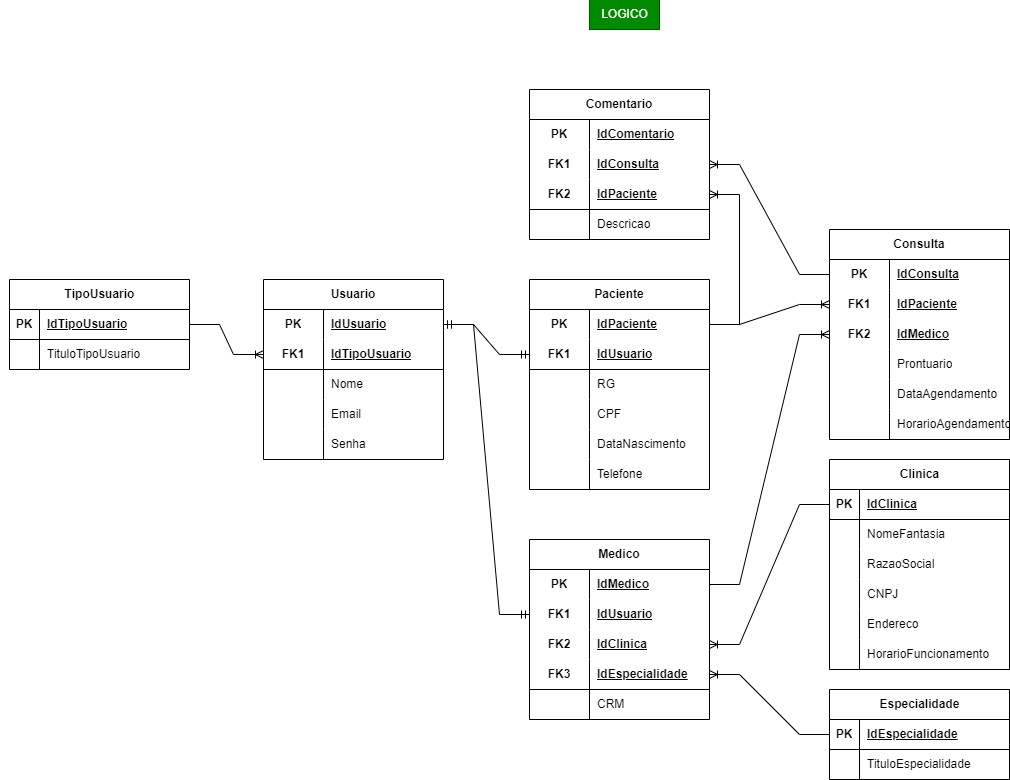 LOGICO
Comentario
PK IdComentario
FK1 IdConsulta
FK2 IdPaciente
Descricao
TipoUsuario
PK IdTipoUsuario
TituloTipoUsuario
Usuario
PK IdUsuario
FK1 IdTipoUsuario
Nome
Email
Senha
Paciente
PK IdPaciente
FK1 IdUsuario
RG
CPF
DataNascimento
Telefone
Consulta
PK IdConsulta
FK1 IdPaciente
FK2 IdMedico
Prontuario
DataAgendamento
HorarioAgendamento
Medico
PK IdMedico
FK1 IdUsuario
FK2 IdClinica
FK3 IdEspecialidade
CRM
Clinica
PK IdClinica
NomeFantasia
RazaoSocial
CNPJ
Endereco
HorarioFuncionamento
Especialidade
PK IdEspecialidade
TituloEspecialidade